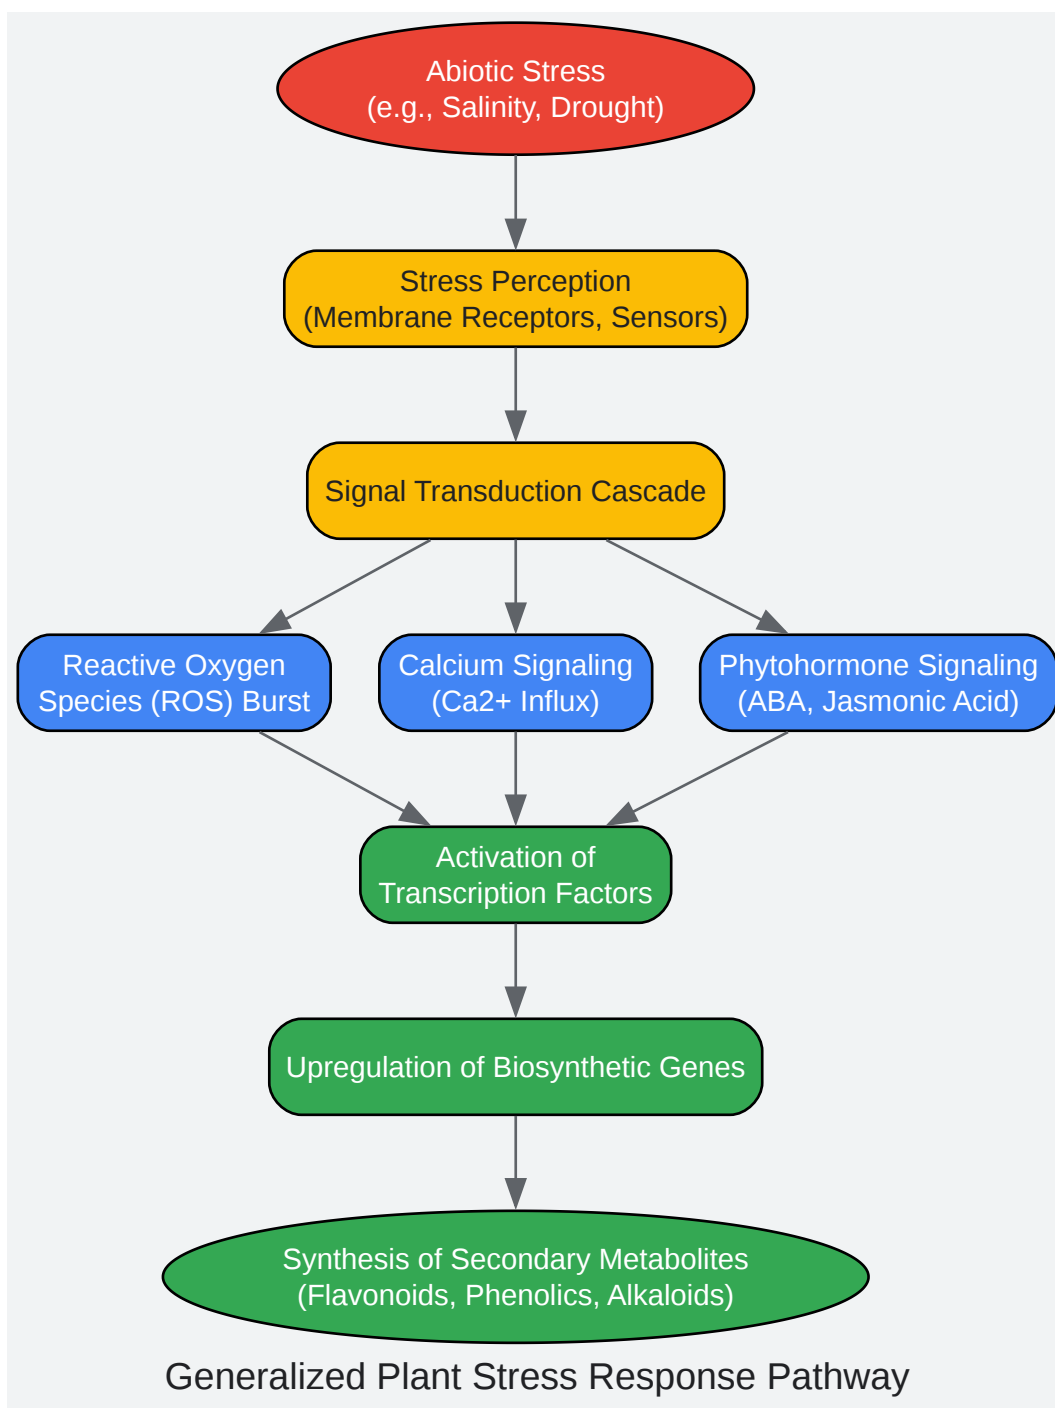 Abiotic Stress
(e.g., Salinity, Drought)
Stress Perception
(Membrane Receptors, Sensors)
Signal Transduction Cascade
Reactive Oxygen
Species (ROS) Burst
Calcium Signaling
(Ca2+ Influx)
Phytohormone Signaling
(ABA, Jasmonic Acid)
Activation of
Transcription Factors
Upregulation of Biosynthetic Genes
Synthesis of Secondary Metabolites
(Flavonoids, Phenolics, Alkaloids)
Generalized Plant Stress Response Pathway